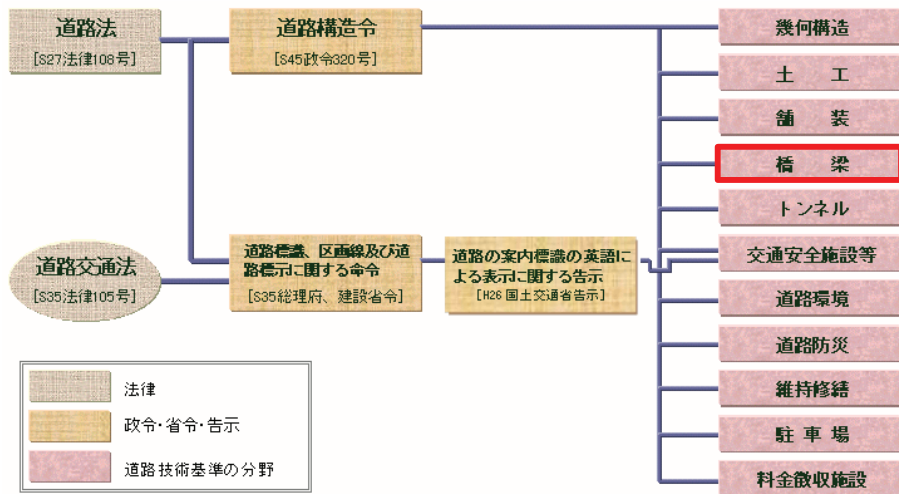 道路法
[S27法律108号]
道路構造令
[S45政令320号]
道路交通法
[S35法律105号]
道路標識、区画線及び道
路標示に関する命令
[S35総理府、建設省令]
道路の案内標識の英語に
よる表示に関する告示
[H26 国土交通省告示]
幾何構造
土　工
舗　装
橋　梁
トンネル
交通安全施設等
道路環境
道路防災
維持修繕
駐車場
料金徴収施設
法律
政令・省令・告示
道路技術基準の分野